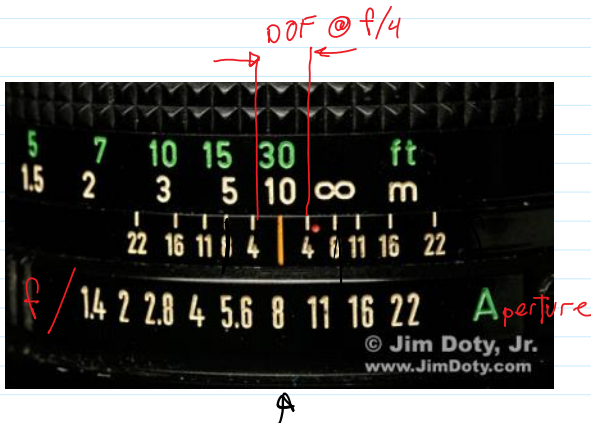 DOF @ f/4
5 7 10 15 30 ft
1.5 2 3 5 10 ∞ m
22 16 11 8 4 4 8 11 16 22
f/ 1.4 2 2.8 4 5.6 8 11 16 22 Aperture
© Jim Doty, Jr.
www.JimDoty.com